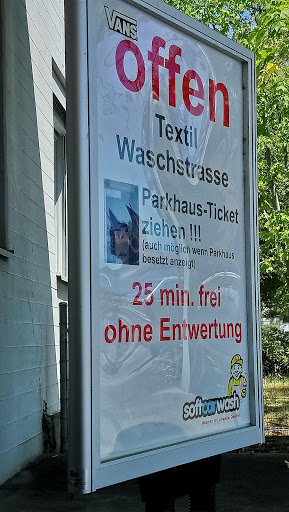 VANS
offen
Textil
Waschstrasse
Parkhaus-Ticket
ziehen !!!
(auch möglich wenn Parkhaus
besetzt anzeigt)
25 min. frei
ohne Entwertung
softcarwash